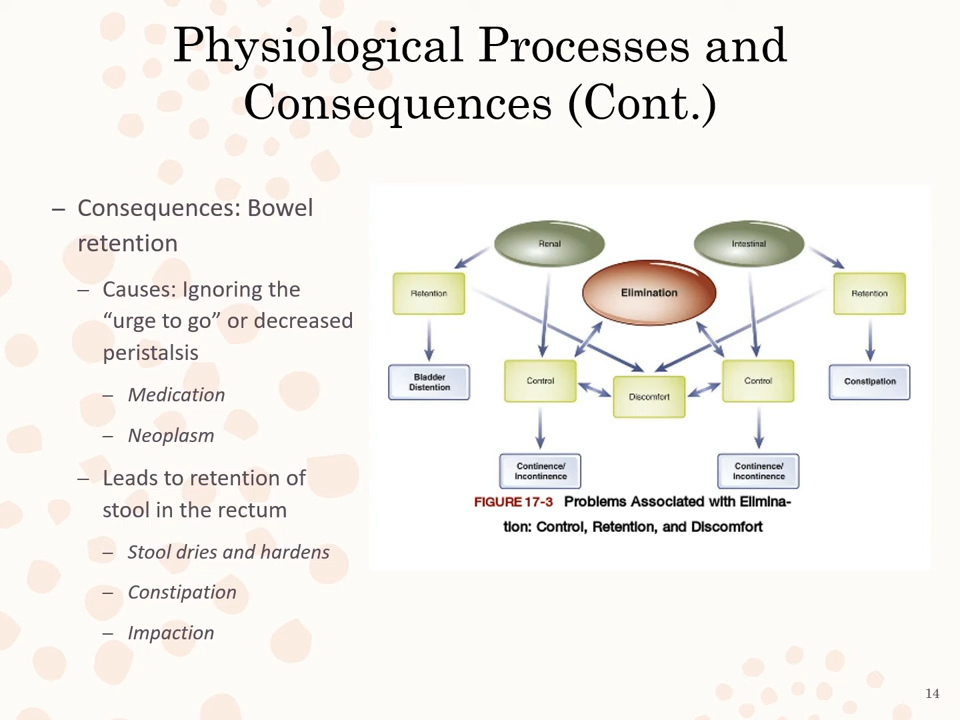 Physiological Processes and
Consequences (Cont.)
– Consequences: Bowel
retention
– Causes: Ignoring the
“urge to go” or decreased
peristalsis
– Medication
– Neoplasm
– Leads to retention of
stool in the rectum
– Stool dries and hardens
– Constipation
– Impaction
Renal
Intestinal
Elimination
Retention
Retention
Bladder
Distention
Control
Discomfort
Control
Constipation
Continence/
Incontinence
Continence/
Incontinence
FIGURE 17-3 Problems Associated with Elimina-
tion: Control, Retention, and Discomfort
14